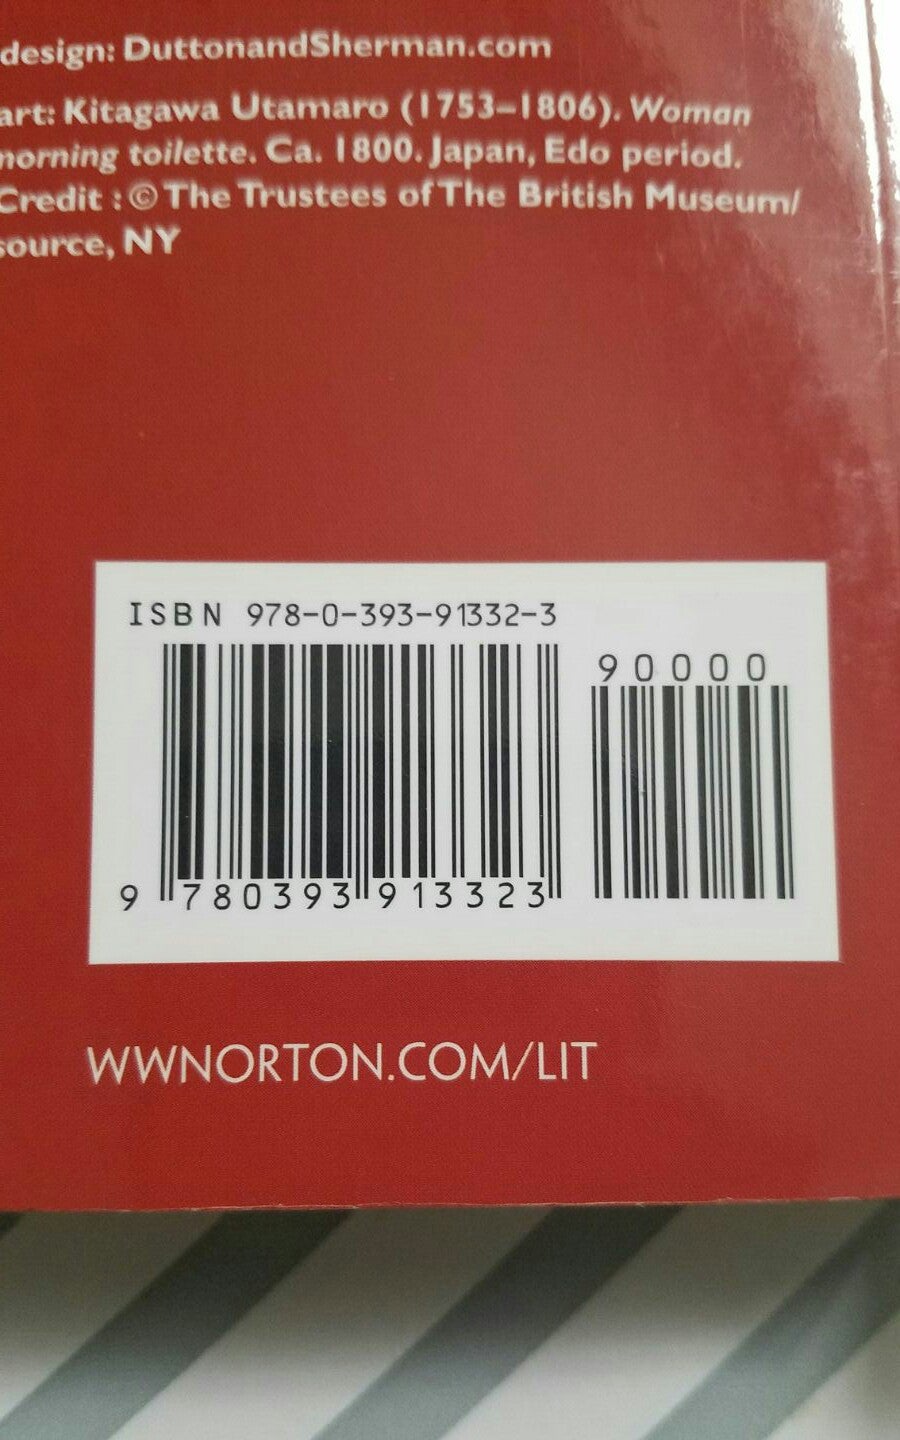 design: DuttonandSherman.com
art: Kitagawa Utamaro (1753–1806). Woman
morning toilette. Ca. 1800. Japan, Edo period.
Credit : © The Trustees of The British Museum/
source, NY
ISBN 978-0-393-91332-3
90000
9 780393 913323
WWNORTON.COM/LIT